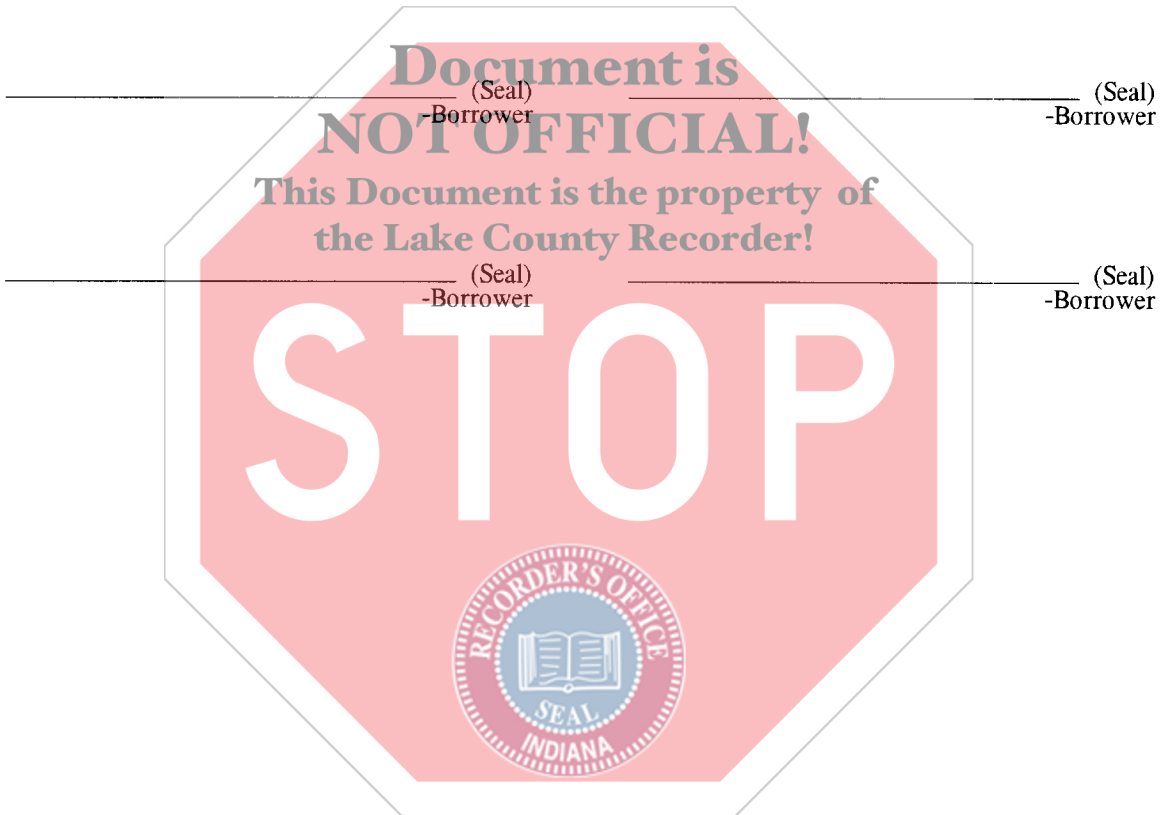 Document is
(Seal) (Seal)
-Borrower -Borrower
NOT OFFICIAL!
This Document is the property of
the Lake County Recorder!
(Seal) (Seal)
-Borrower -Borrower
STOP
RECORDER'S OFFICE
SEAL
INDIANA